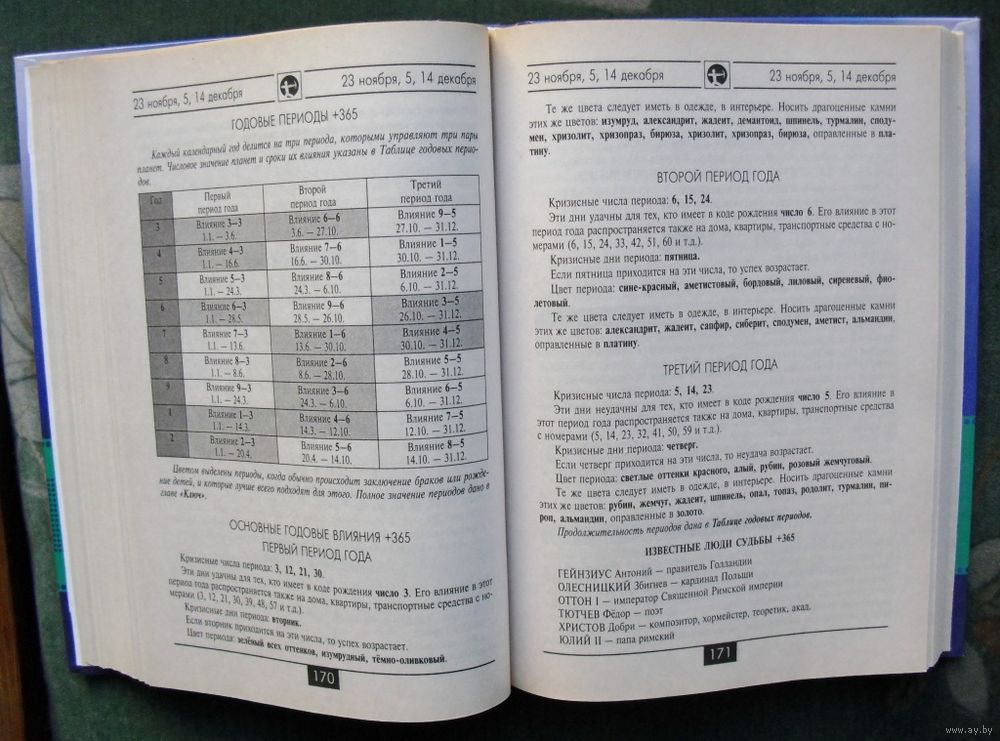 23 ноября, 5, 14 декабря
23 ноября, 5, 14 декабря
ГОДОВЫЕ ПЕРИОДЫ +365
Каждый календарный год делится на три периода, которыми управляют три пары
планет. Числовое значение планет и сроки их влияния указаны в Таблице годовых перио-
дов.
Год Первый период года Второй период года Третий период года
3 Влияние 3–3 1.1. – 3.6. Влияние 6–6 3.6. – 27.10. Влияние 9–5 27.10. – 31.12.
4 Влияние 4–3 1.1. – 16.6. Влияние 7–6 16.6. – 30.10. Влияние 1–5 30.10. – 31.12.
5 Влияние 5–3 1.1. – 24.3. Влияние 8–6 24.3. – 6.10. Влияние 2–5 6.10. – 31.12.
6 Влияние 6–3 1.1. – 28.5. Влияние 9–6 28.5. – 26.10. Влияние 3–5 26.10. – 31.12.
7 Влияние 7–3 1.1. – 13.6. Влияние 1–6 13.6. – 30.10. Влияние 4–5 30.10. – 31.12.
8 Влияние 8–3 1.1. – 8.6. Влияние 2–6 8.6. – 28.10. Влияние 5–5 28.10. – 31.12.
9 Влияние 9–3 1.1. – 24.3. Влияние 3–6 24.3. – 6.10. Влияние 6–5 6.10. – 31.12.
1 Влияние 1–3 1.1. – 14.3. Влияние 4–6 14.3. – 12.10. Влияние 7–5 12.10. – 31.12.
2 Влияние 2–3 1.1. – 20.4. Влияние 5–6 20.4. – 14.10. Влияние 8–5 14.10. – 31.12.
Цветом выделены периоды, когда обычно происходит заключение браков или рожде-
ние детей, и которые лучше всего подходят для этого. Полное значение периодов дано в
главе «Ключ».
ОСНОВНЫЕ ГОДОВЫЕ ВЛИЯНИЯ +365
ПЕРВЫЙ ПЕРИОД ГОДА
Кризисные числа периода: 3, 12, 21, 30.
Эти дни удачны для тех, кто имеет в коде рождения число 3. Его влияние в этот
период года распространяется также на дома, квартиры, транспортные средства с но-
мерами (3, 12, 21, 30, 39, 48, 57 и т.д.).
Кризисные дни периода: вторник.
Если вторник приходится на эти числа, то успех возрастает.
Цвет периода: зелёный всех оттенков, изумрудный, тёмно-оливковый.
170
23 ноября, 5, 14 декабря
23 ноября, 5, 14 декабря
Те же цвета следует иметь в одежде, в интерьере. Носить драгоценные камни
этих же цветов: изумруд, александрит, жадеит, демантоид, шпинель, турмалин, споду-
мен, хризолит, хризопраз, бирюза, хризолит, хризопраз, бирюза, оправленные в пла-
тину.
ВТОРОЙ ПЕРИОД ГОДА
Кризисные числа периода: 6, 15, 24.
Эти дни удачны для тех, кто имеет в коде рождения число 6. Его влияние в этот
период года распространяется также на дома, квартиры, транспортные средства с но-
мерами (6, 15, 24, 33, 42, 51, 60 и т.д.).
Кризисные дни периода: пятница.
Если пятница приходится на эти числа, то успех возрастает.
Цвет периода: сине-красный, аметистовый, бордовый, лиловый, сиреневый, фио-
летовый.
Те же цвета следует иметь в одежде, в интерьере. Носить драгоценные камни
этих же цветов: александрит, жадеит, сапфир, сиберит, сподумен, аметист, альмандин,
оправленные в платину.
ТРЕТИЙ ПЕРИОД ГОДА
Кризисные числа периода: 5, 14, 23.
Эти дни неудачны для тех, кто имеет в коде рождения число 5. Его влияние в
этот период года распространяется также на дома, квартиры, транспортные средства
с номерами (5, 14, 23, 32, 41, 50, 59 и т.д.).
Кризисные дни периода: четверг.
Если четверг приходится на эти числа, то неудача возрастает.
Цвет периода: светлые оттенки красного, алый, рубин, розовый жемчуговый.
Те же цвета следует иметь в одежде, в интерьере. Носить драгоценные камни
этих же цветов: рубин, жемчуг, жадеит, шпинель, опал, топаз, родолит, турмалин, пи-
роп, альмандин, оправленные в золото.
Продолжительность периодов дана в Таблице годовых периодов.
ИЗВЕСТНЫЕ ЛЮДИ СУДЬБЫ +365
ГЕЙНЗИУС Антоний – правитель Голландии
ОЛЕСНИЦКИЙ Збигнев – кардинал Польши
ОТТОН I – император Священной Римской империи
ТЮТЧЕВ Фёдор – поэт
ХРИСТОВ Добри – композитор, хормейстер, теоретик, акад.
ЮЛИЙ II – папа римский
171
www.ay.by